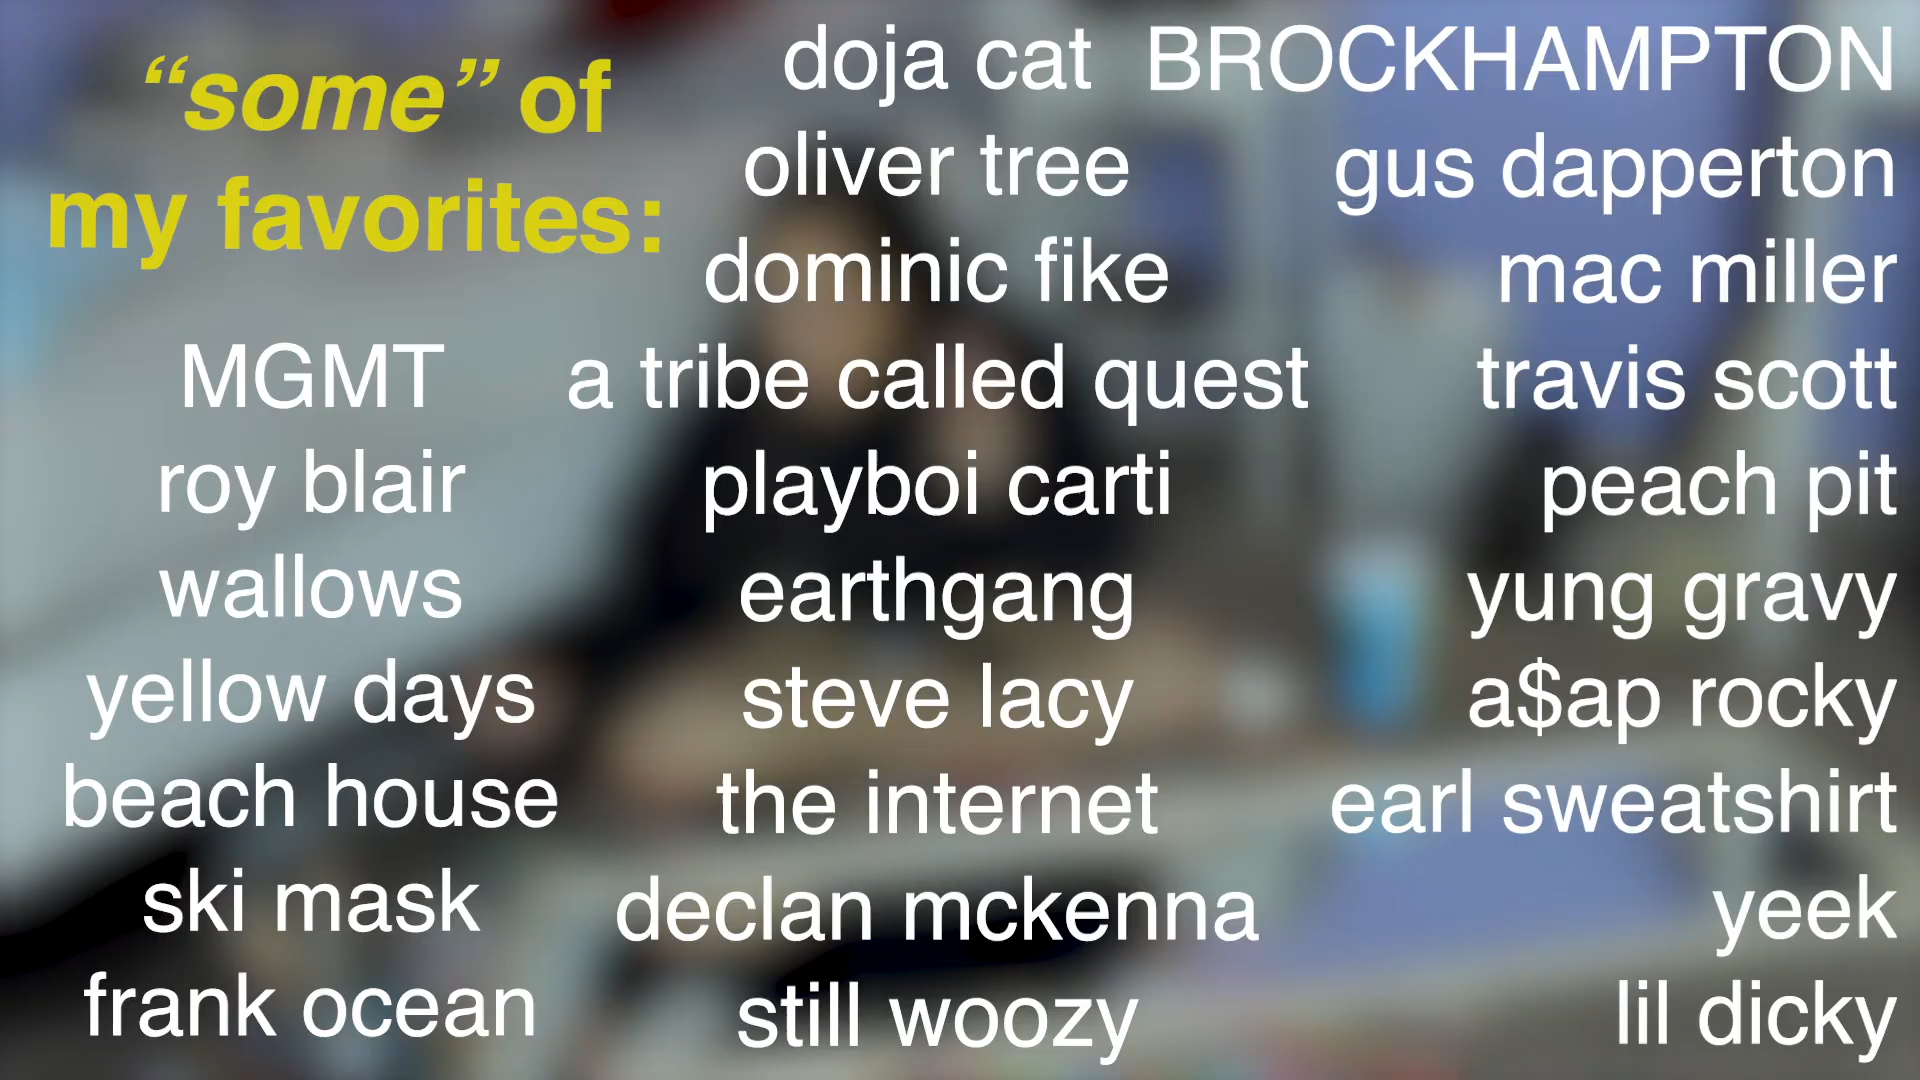 “some” of
my favorites:
MGMT
roy blair
wallows
yellow days
beach house
ski mask
frank ocean
doja cat
oliver tree
dominic fike
a tribe called quest
playboi carti
earthgang
steve lacy
the internet
declan mckenna
still woozy
BROCKHAMPTON
gus dapperton
mac miller
travis scott
peach pit
yung gravy
a$ap rocky
earl sweatshirt
yeek
lil dicky